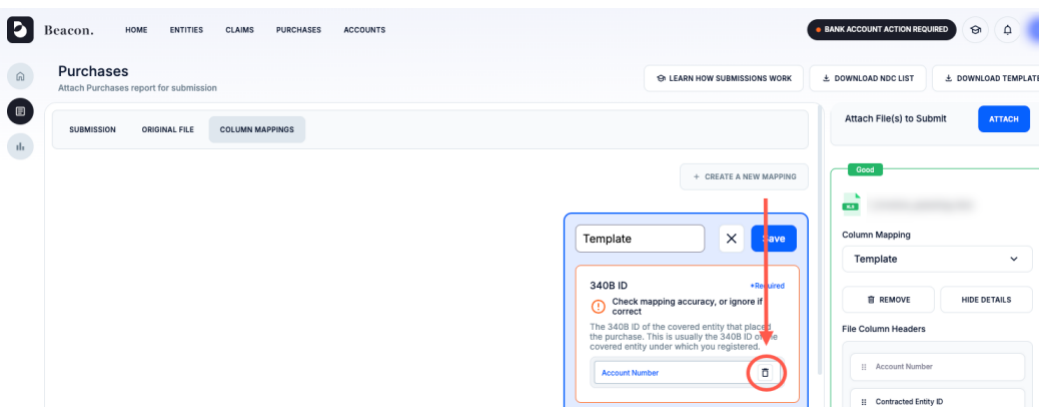 Beacon.
HOME
ENTITIES
CLAIMS
PURCHASES
ACCOUNTS
BANK ACCOUNT ACTION REQUIRED
Purchases
Attach Purchases report for submission
LEARN HOW SUBMISSIONS WORK
DOWNLOAD NDC LIST
DOWNLOAD TEMPLATE
SUBMISSION
ORIGINAL FILE
COLUMN MAPPINGS
+ CREATE A NEW MAPPING
Template
Save
340B ID
*Required
Check mapping accuracy, or ignore if
correct
The 340B ID of the covered entity that placed
the purchase. This is usually the 340B ID of the
covered entity under which you registered.
Account Number
Attach File(s) to Submit
ATTACH
Good
Column Mapping
Template
REMOVE
HIDE DETAILS
File Column Headers
Account Number
Contracted Entity ID